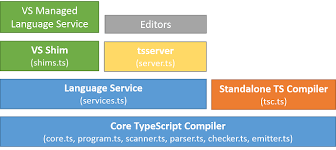 VS Managed
Language Service
Editors
VS Shim
(shims.ts)
tsserver
(server.ts)
Language Service
(services.ts)
Standalone TS Compiler
(tsc.ts)
Core TypeScript Compiler
(core.ts, program.ts, scanner.ts, parser.ts, checker.ts, emitter.ts)